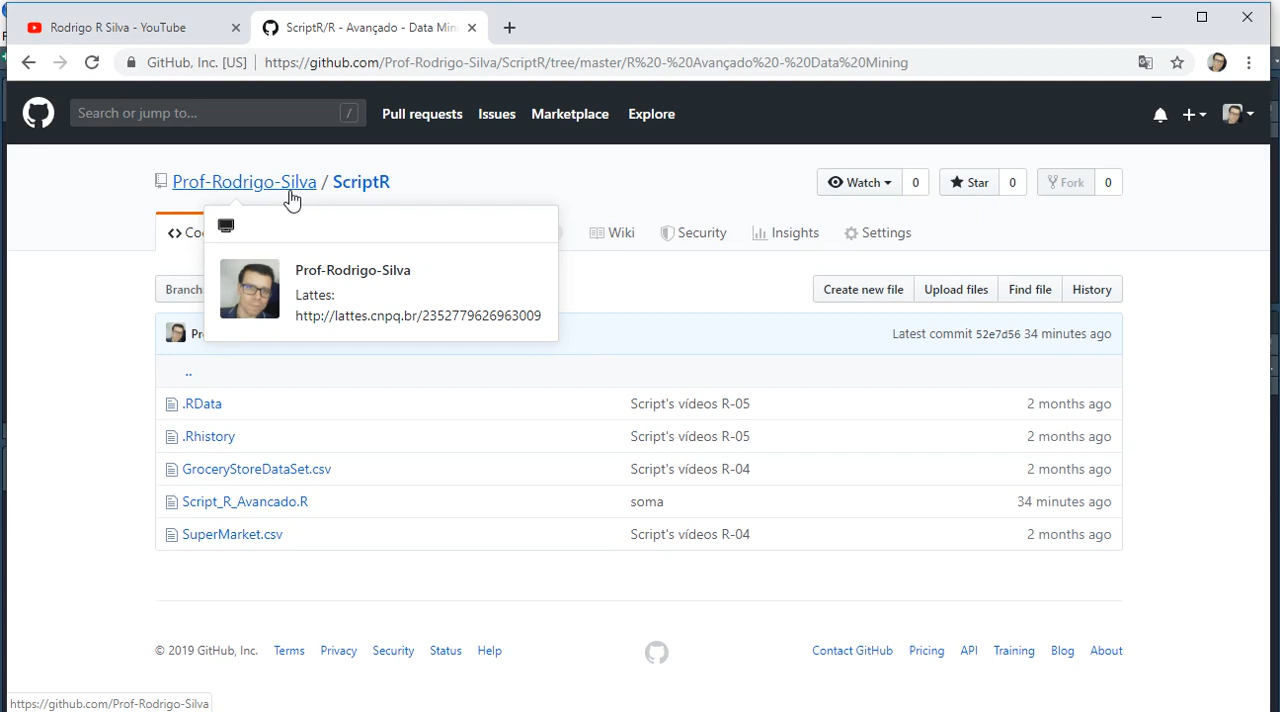 Rodrigo R Silva - YouTube
ScriptR/R - Avançado - Data Min
GitHub, Inc. [US]
https://github.com/Prof-Rodrigo-Silva/ScriptR/tree/master/R%20-%20Avançado%20-%20Data%20Mining
Search or jump to...
/
Pull requests
Issues
Marketplace
Explore
Prof-Rodrigo-Silva / ScriptR
Watch
0
Star
0
Fork
0
Wiki
Security
Insights
Settings
Prof-Rodrigo-Silva
Lattes:
http://lattes.cnpq.br/2352779626963009
Branch
Create new file
Upload files
Find file
History
Latest commit 52e7d56 34 minutes ago
..
.RData Script's vídeos R-05 2 months ago
.Rhistory Script's vídeos R-05 2 months ago
GroceryStoreDataSet.csv Script's vídeos R-04 2 months ago
Script_R_Avancado.R soma 34 minutes ago
SuperMarket.csv Script's vídeos R-04 2 months ago
© 2019 GitHub, Inc. Terms Privacy Security Status Help
Contact GitHub Pricing API Training Blog About
https://github.com/Prof-Rodrigo-Silva